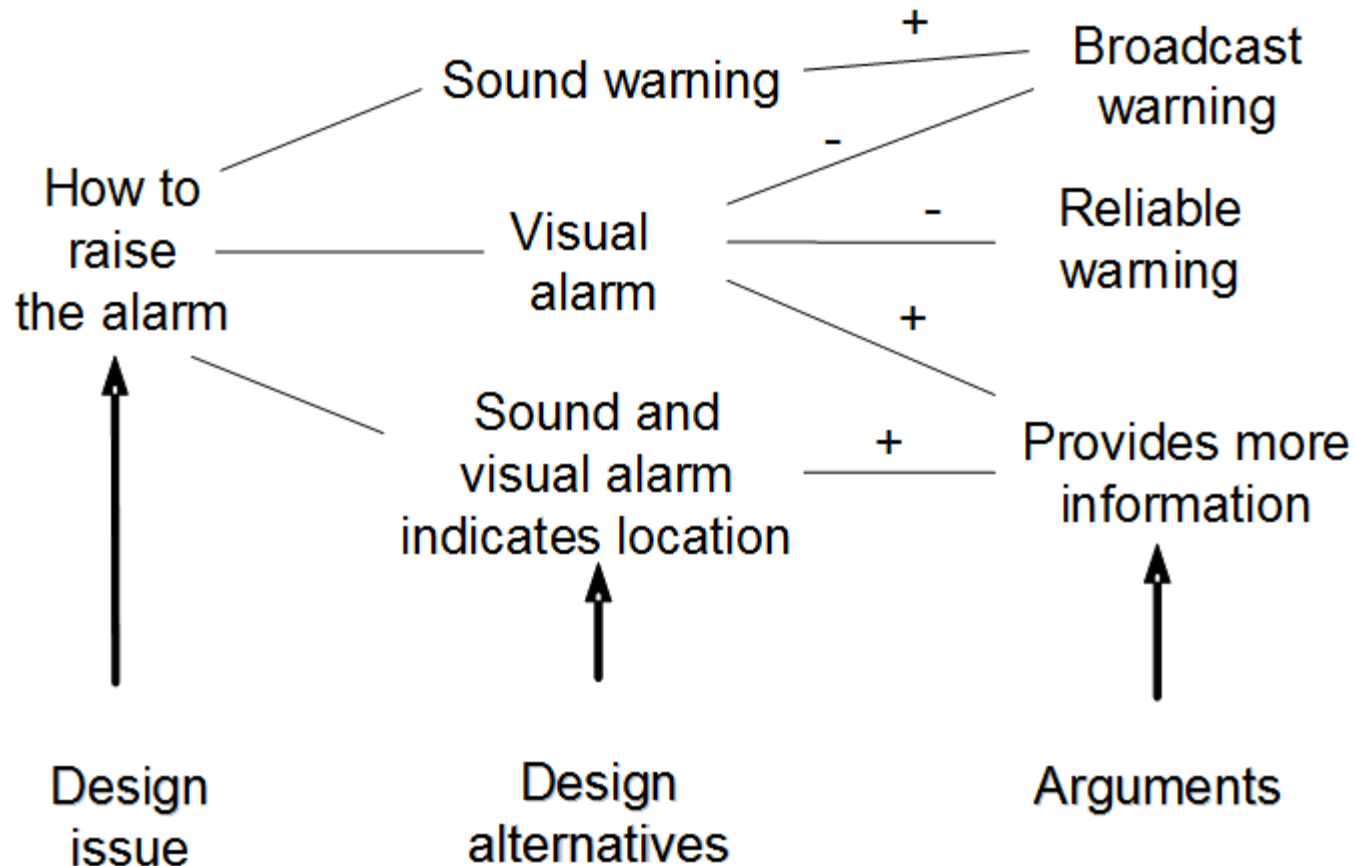 How to
raise
the alarm
Sound warning
Visual
alarm
Sound and
visual alarm
indicates location
+
-
-
+
+
Broadcast
warning
Reliable
warning
Provides more
information
Design
issue
Design
alternatives
Arguments